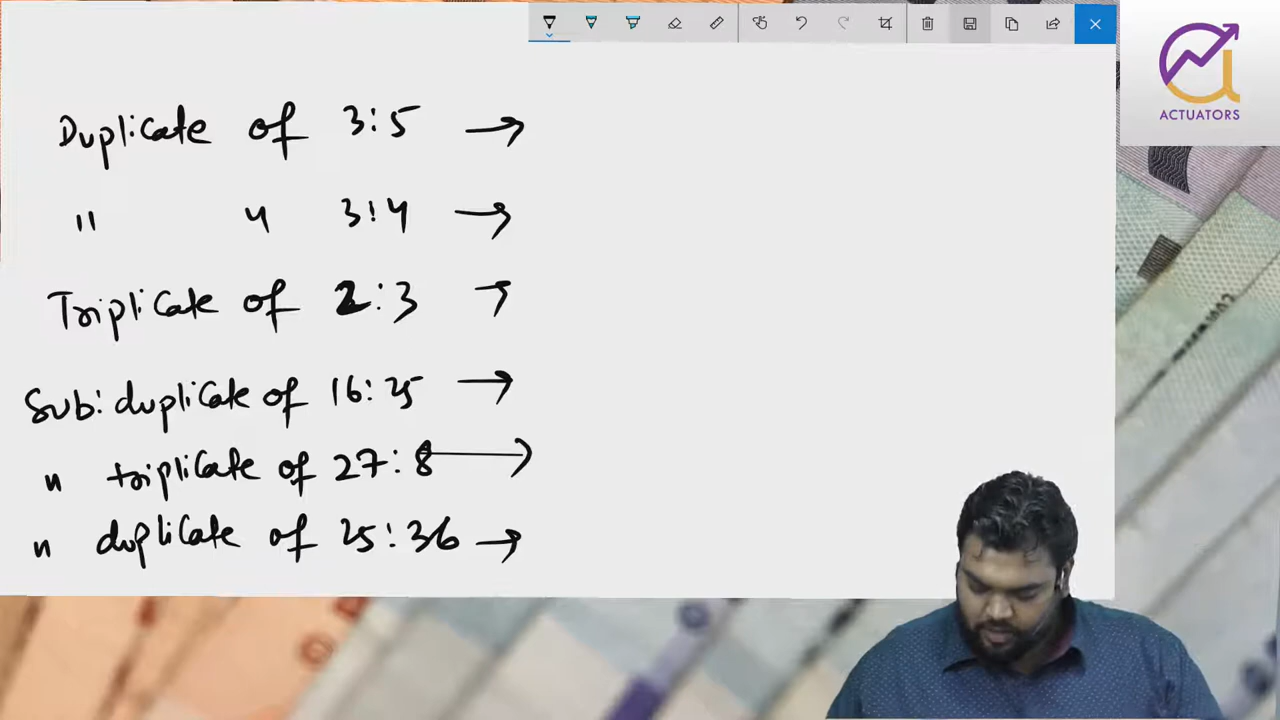 ACTUATORS
Duplicate of 3:5 →
" " 3:4 →
Triplicate of 2:3 →
Sub: duplicate of 16:25 →
" triplicate of 27:8 →
" duplicate of 25:36 →